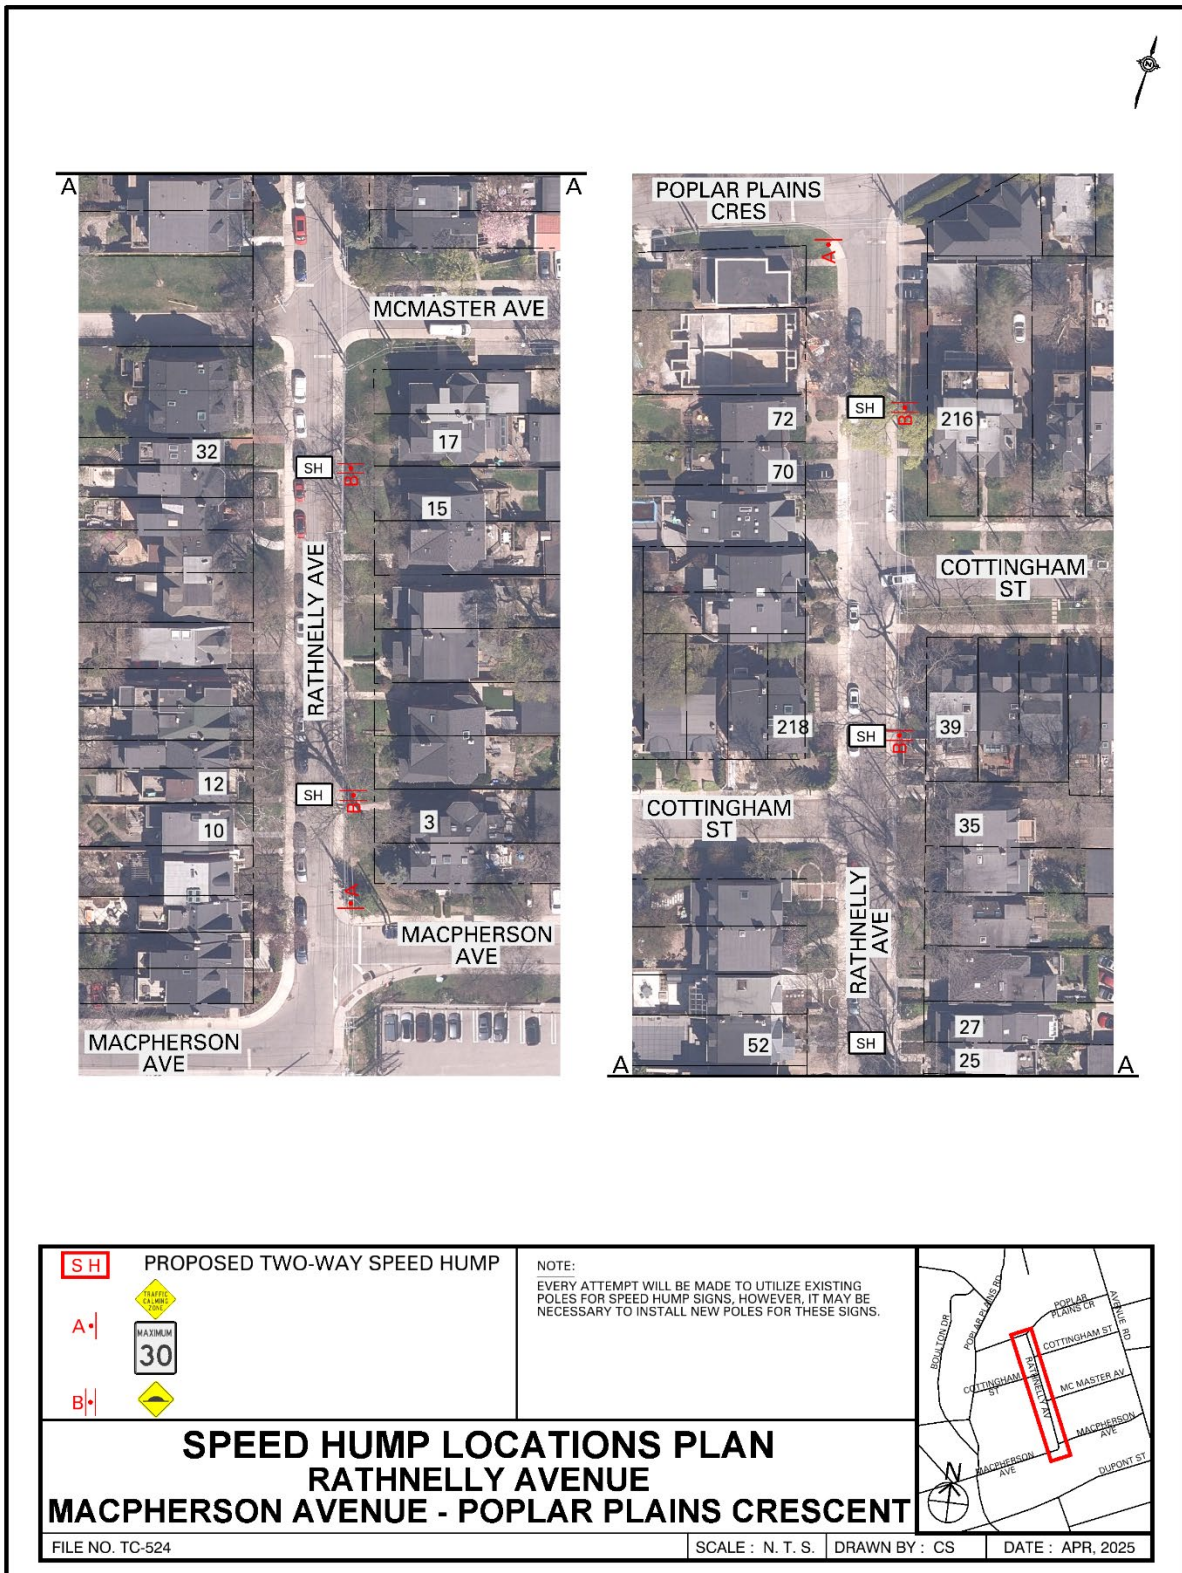 N
A
A
MCMASTER AVE
32
17
SH
B
15
RATHNELLY AVE
12
SH
B
10
3
A
MACPHERSON
AVE
MACPHERSON
AVE
POPLAR PLAINS
CRES
A
72
SH
B
216
70
COTTINGHAM
ST
218
SH
B
39
COTTINGHAM
ST
35
RATHNELLY
AVE
27
52
SH
25
A
A
SH
PROPOSED TWO-WAY SPEED HUMP
TRAFFIC
CALMING
ZONE
A
MAXIMUM
30
B
NOTE:
EVERY ATTEMPT WILL BE MADE TO UTILIZE EXISTING
POLES FOR SPEED HUMP SIGNS, HOWEVER, IT MAY BE
NECESSARY TO INSTALL NEW POLES FOR THESE SIGNS.
BOULTON DR
POPLAR PLAINS RD
POPLAR
PLAINS CR
AVENUE RD
COTTINGHAM ST
COTTINGHAM
ST
RATHNELLY AV
MC MASTER AV
MACPHERSON
AVE
MACPHERSON
AVE
DUPONT ST
N
SPEED HUMP LOCATIONS PLAN
RATHNELLY AVENUE
MACPHERSON AVENUE - POPLAR PLAINS CRESCENT
FILE NO. TC-524
SCALE : N. T. S.
DRAWN BY : CS
DATE : APR, 2025